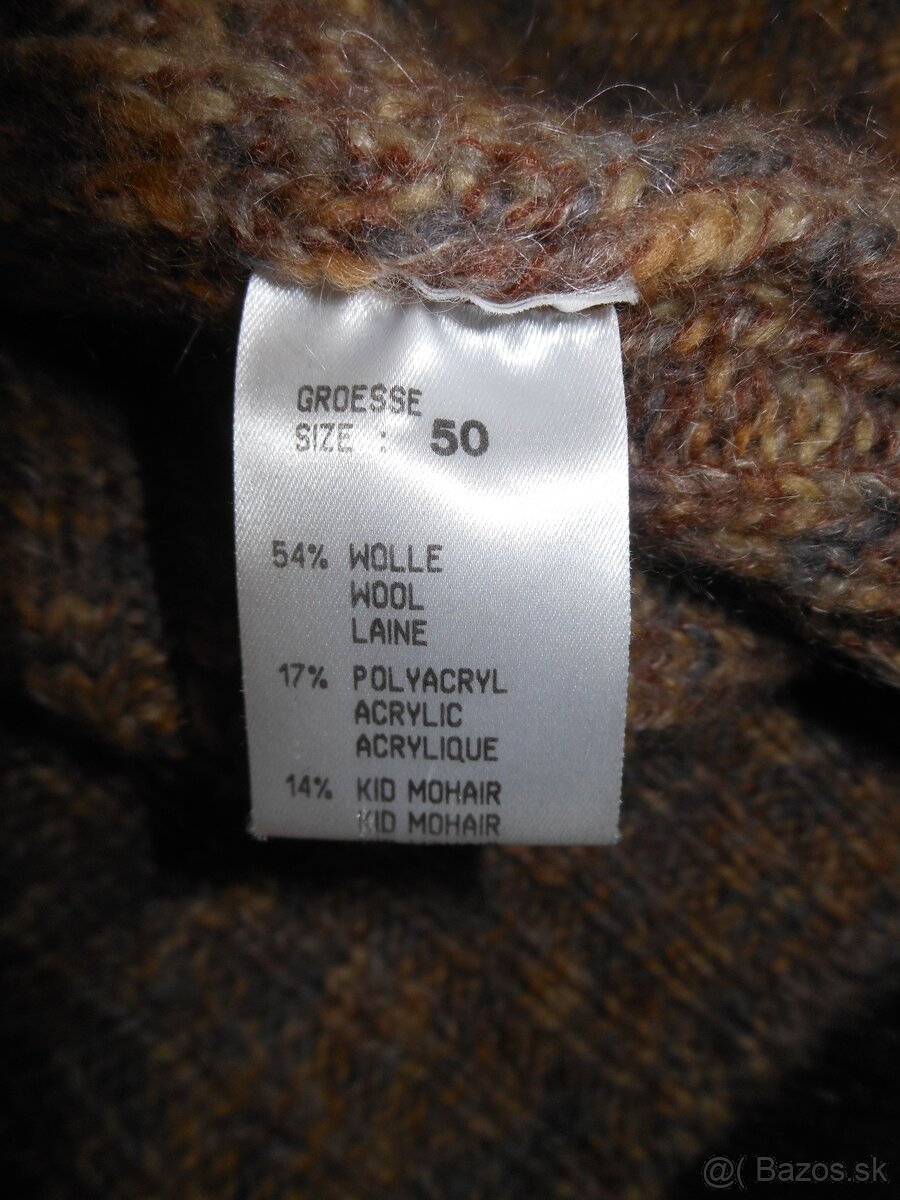 GROESSE
SIZE : 50
54% WOLLE
WOOL
LAINE
17% POLYACRYL
ACRYLIC
ACRYLIQUE
14% KID MOHAIR
KID MOHAIR
@( Bazos.sk